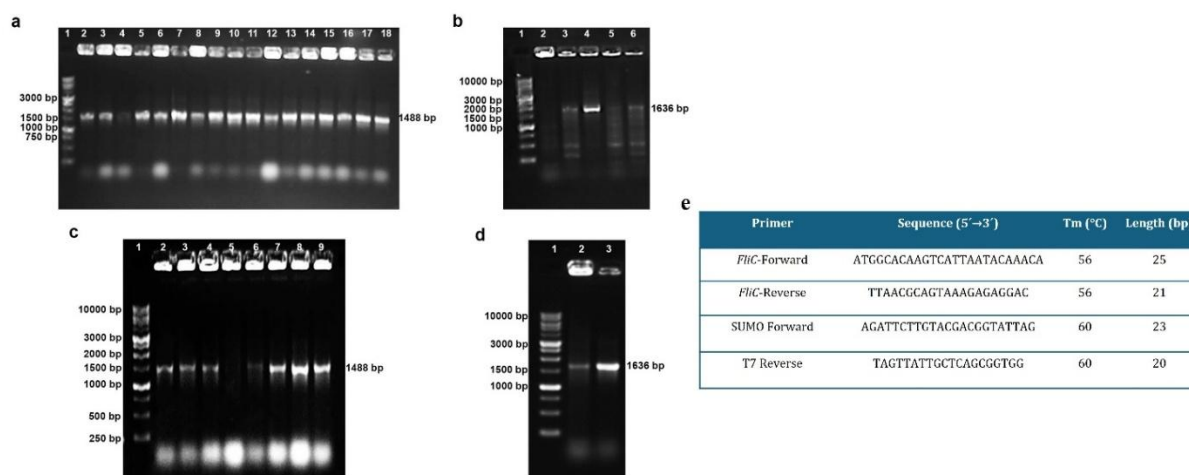 a
1 2 3 4 5 6 7 8 9 10 11 12 13 14 15 16 17 18
3000 bp
1500 bp
1000 bp
750 bp
1488 bp
b
1 2 3 4 5 6
10000 bp
3000 bp
2000 bp
1500 bp
1000 bp
1636 bp
c
1 2 3 4 5 6 7 8 9
10000 bp
3000 bp
2000 bp
1500 bp
1000 bp
500 bp
250 bp
1488 bp
d
1 2 3
10000 bp
3000 bp
1500 bp
1000 bp
1636 bp
e
Primer Sequence (5´→3´) Tm (°C) Length (bp
FliC-Forward ATGGCACAAGTCATTAATACAAACA 56 25
FliC-Reverse TTAACGCAGTAAAGAGAGGAC 56 21
SUMO Forward AGATTCTTGTACGACGGTATTAG 60 23
T7 Reverse TAGTTATTGCTCAGCGGTGG 60 20